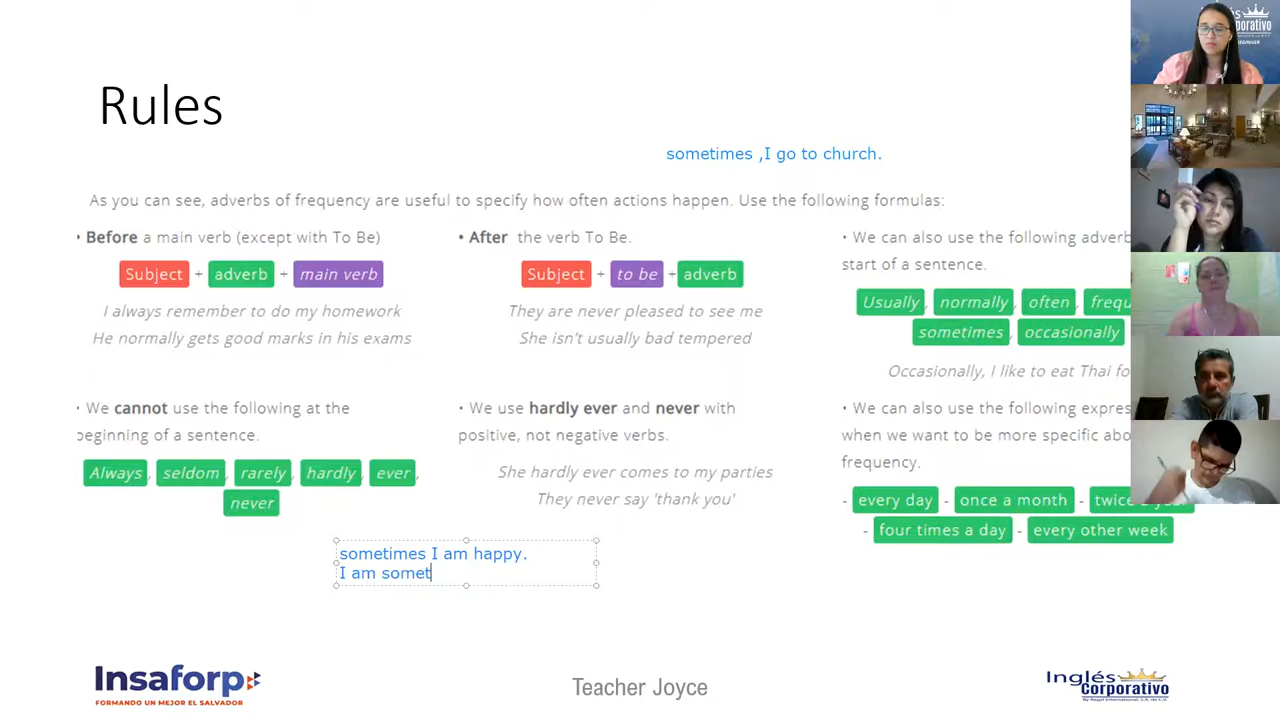 Rules
sometimes ,I go to church.
As you can see, adverbs of frequency are useful to specify how often actions happen. Use the following formulas:
• Before a main verb (except with To Be)
Subject + adverb + main verb
I always remember to do my homework
He normally gets good marks in his exams
• After the verb To Be.
Subject + to be + adverb
They are never pleased to see me
She isn't usually bad tempered
• We can also use the following
start of a sentence.
Usually, normally, often,
sometimes, occasionally
Occasionally, I like to eat Thai
• We cannot use the following at the
beginning of a sentence.
Always, seldom, rarely, hardly, ever,
never
• We use hardly ever and never with
positive, not negative verbs.
She hardly ever comes to my parties
They never say 'thank you'
• We can also use the following
when we want to be more specific
frequency.
- every day - once a month -
- four times a day - every other week
sometimes I am happy.
I am somet
Insaforp
FORMANDO UN MEJOR EL SALVADOR
Teacher Joyce
Inglés
Corporativo